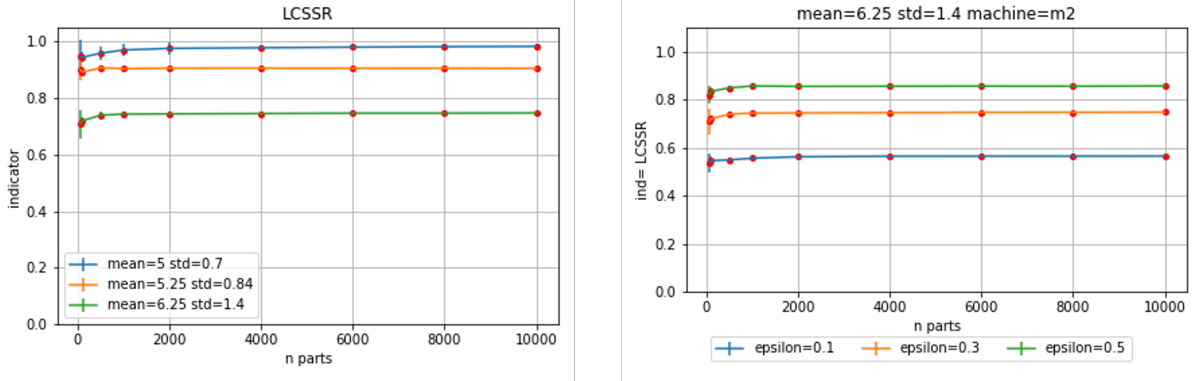 LCSSR
1.0
0.8
0.6
0.4
0.2
0.0
indicator
mean=5 std=0.7
mean=5.25 std=0.84
mean=6.25 std=1.4
0 2000 4000 6000 8000 10000
n parts
mean=6.25 std=1.4 machine=m2
1.0
0.8
0.6
0.4
0.2
0.0
ind= LCSSR
0 2000 4000 6000 8000 10000
n parts
epsilon=0.1 epsilon=0.3 epsilon=0.5